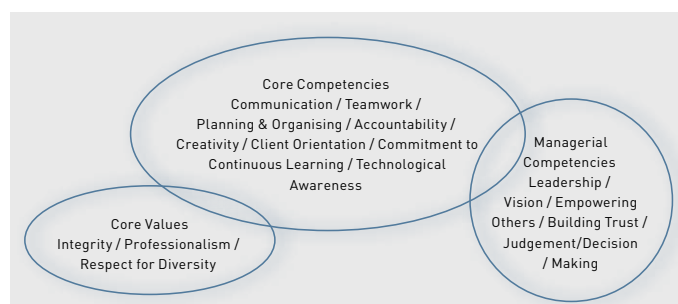 Core Competencies
Communication / Teamwork /
Planning & Organising / Accountability /
Creativity / Client Orientation / Commitment to
Continuous Learning / Technological
Awareness
Managerial
Competencies
Leadership /
Vision / Empowering
Others / Building Trust /
Judgement/Decision
/ Making
Core Values
Integrity / Professionalism /
Respect for Diversity